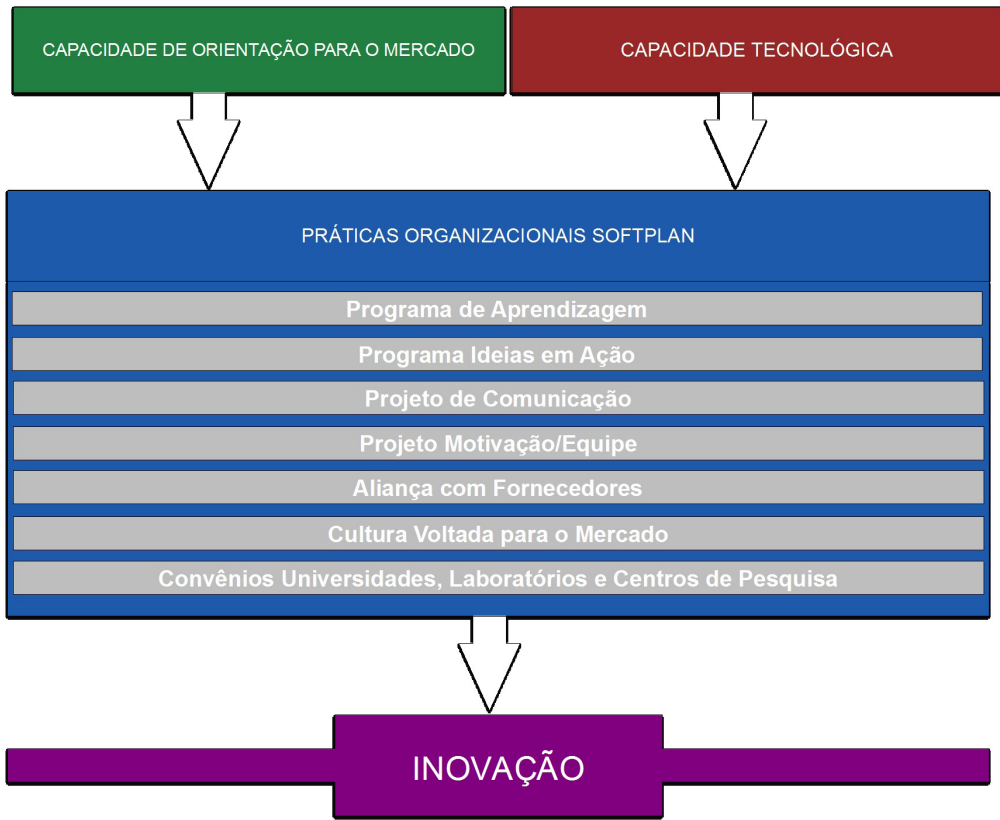 CAPACIDADE DE ORIENTAÇÃO PARA O MERCADO
CAPACIDADE TECNOLÓGICA
PRÁTICAS ORGANIZACIONAIS SOFTPLAN
Programa de Aprendizagem
Programa Ideias em Ação
Projeto de Comunicação
Projeto Motivação/Equipe
Aliança com Fornecedores
Cultura Voltada para o Mercado
Convênios Universidades, Laboratórios e Centros de Pesquisa
INOVAÇÃO